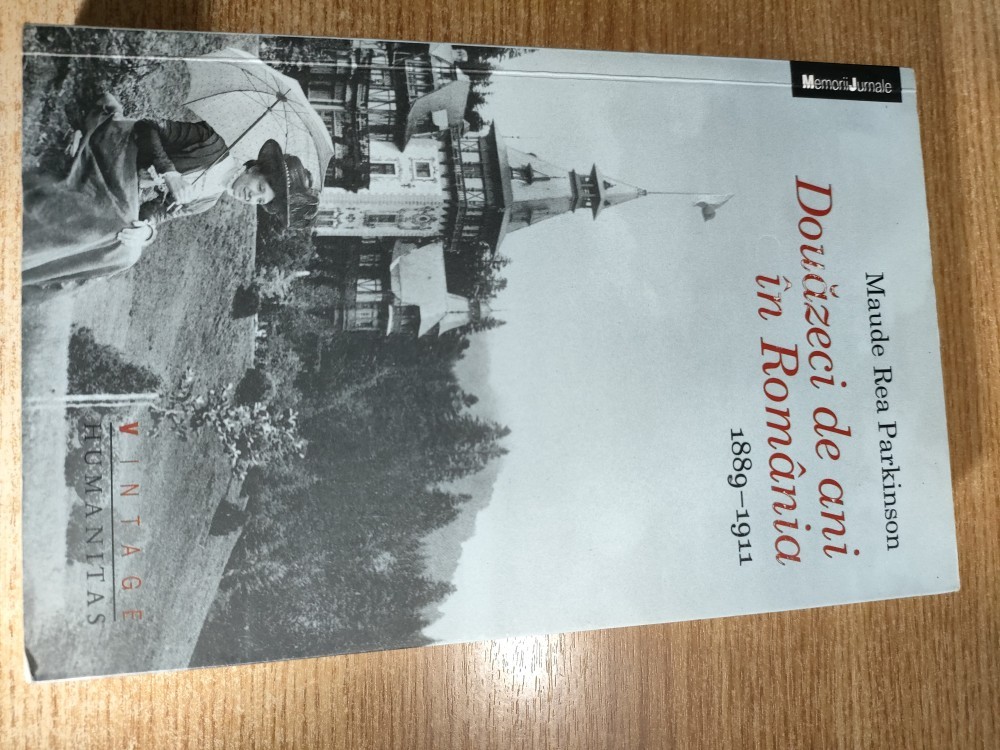 MemoriiJurnale
Maude Rea Parkinson
Douăzeci de ani
în România
1889–1911
VINTAGE
HUMANITAS